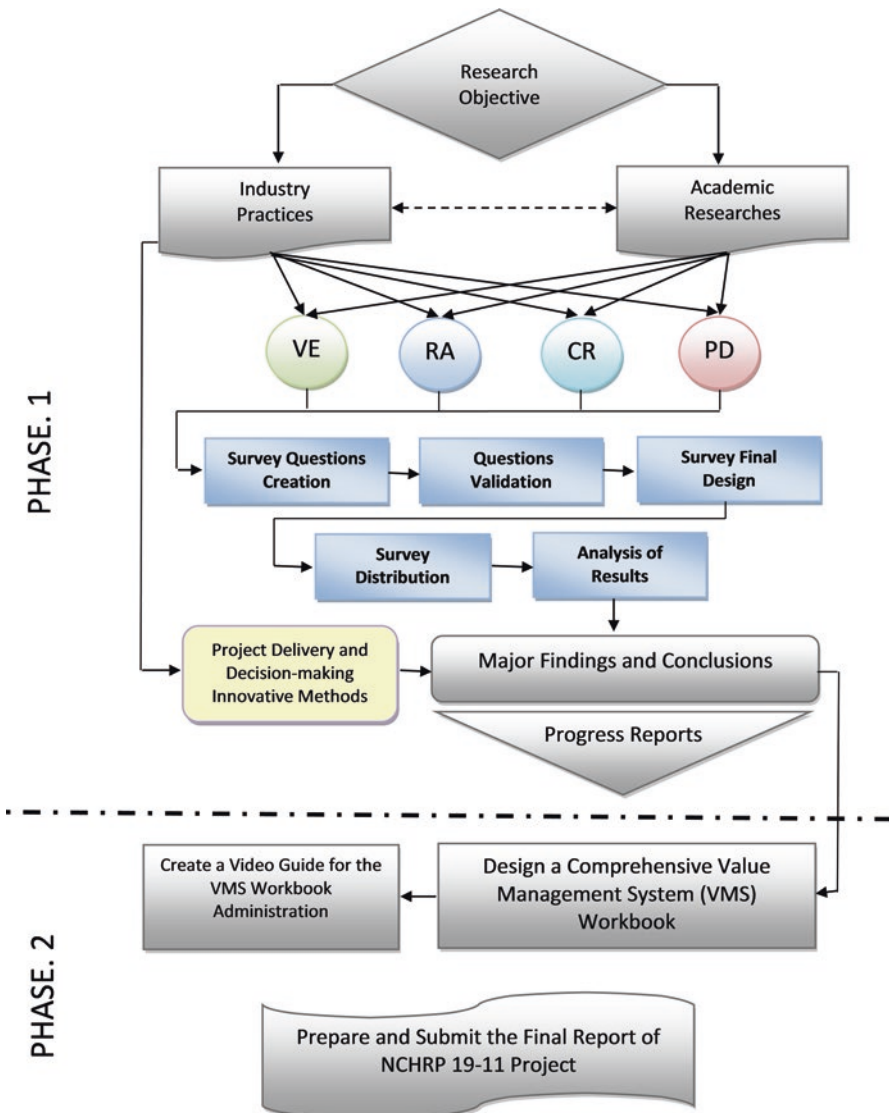 Research
Objective
Industry
Practices
Academic
Researches
VE
RA
CR
PD
PHASE. 1
Survey Questions
Creation
Questions
Validation
Survey Final
Design
Survey
Distribution
Analysis of
Results
Project Delivery and
Decision-making
Innovative Methods
Major Findings and Conclusions
Progress Reports
PHASE. 2
Create a Video Guide for the
VMS Workbook
Administration
Design a Comprehensive Value
Management System (VMS)
Workbook
Prepare and Submit the Final Report of
NCHRP 19-11 Project